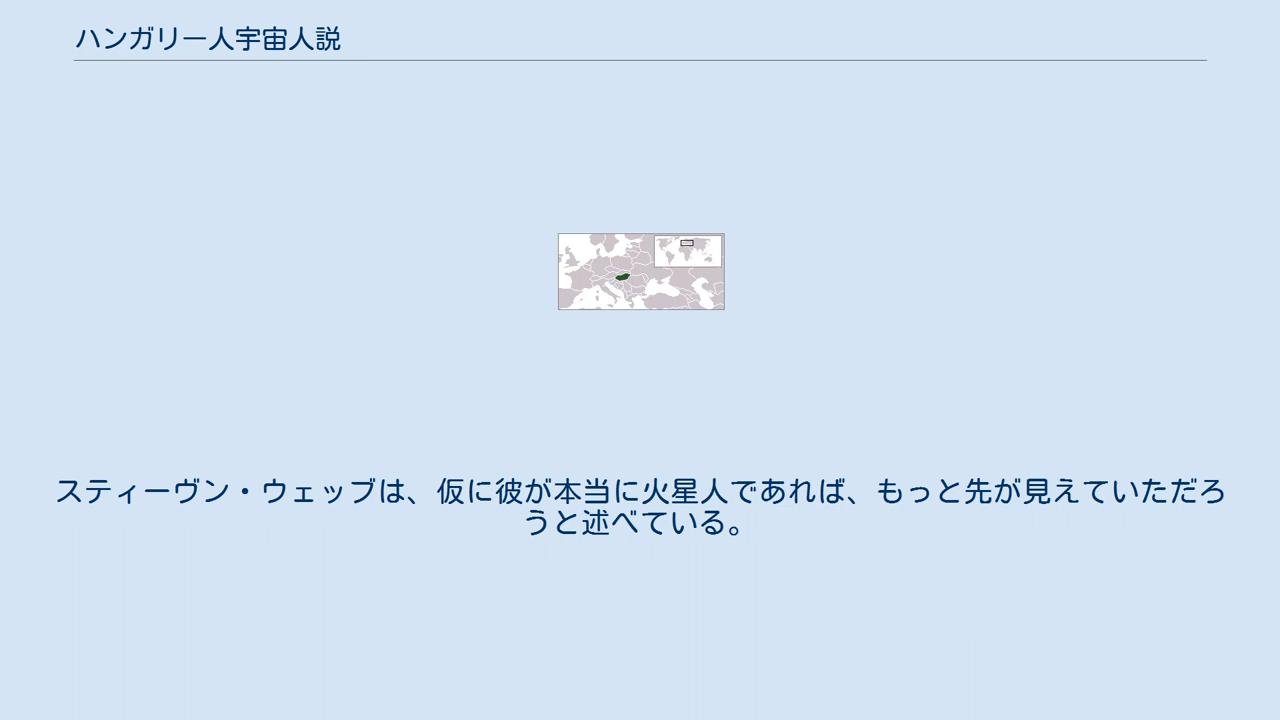 ハンガリー人宇宙人説
スティーヴン・ウェッブは、仮に彼が本当に火星人であれば、もっと先が見えていただろ
うと述べている。